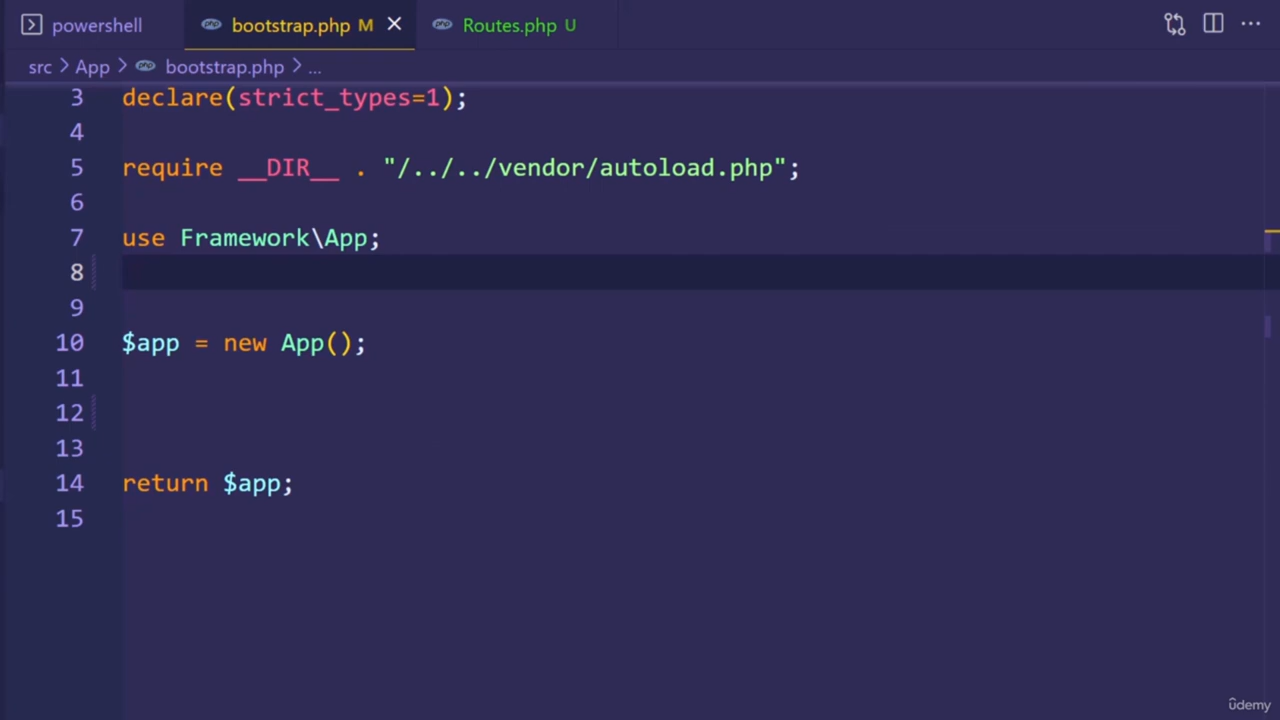 powershell
bootstrap.php M
Routes.php U
src > App > bootstrap.php > ...
3 declare(strict_types=1);
4
5 require __DIR__ . "/../../vendor/autoload.php";
6
7 use Framework\App;
8
9
10 $app = new App();
11
12
13
14 return $app;
15
ûdemy